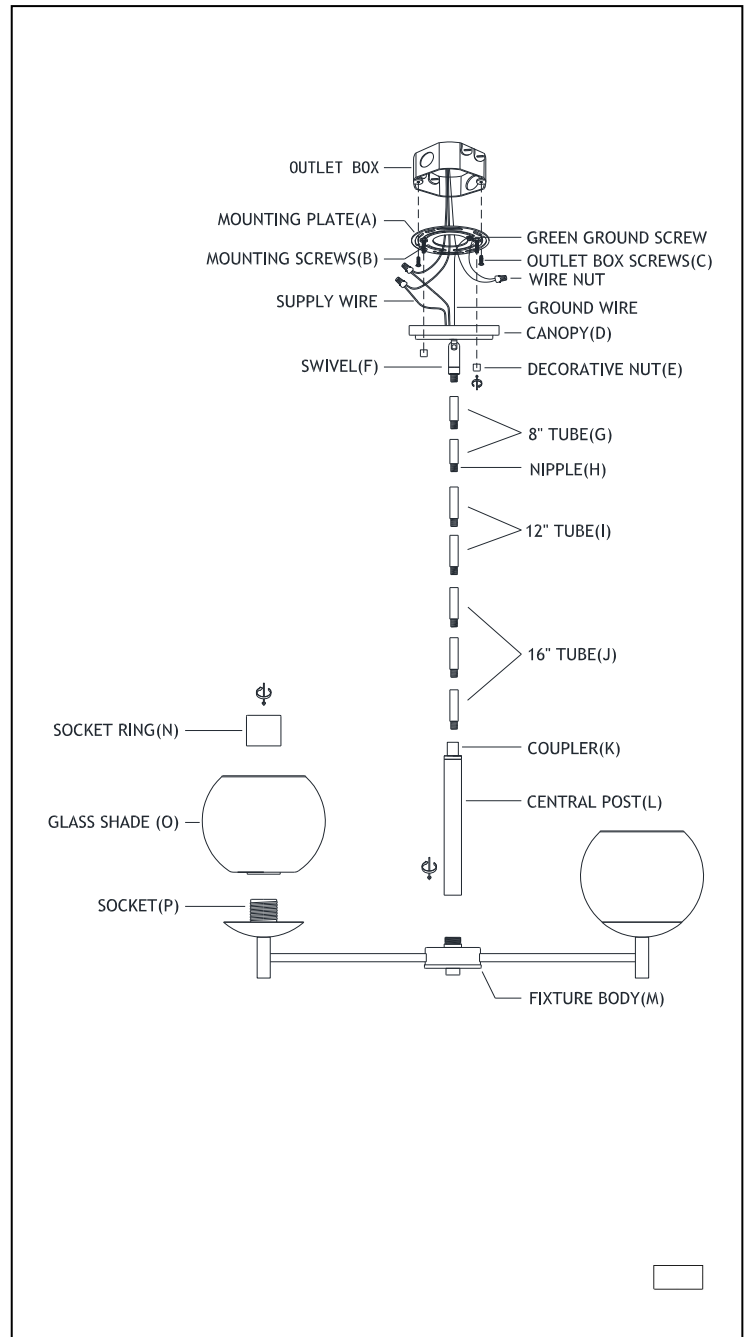 OUTLET BOX
MOUNTING PLATE(A)
GREEN GROUND SCREW
MOUNTING SCREWS(B)
OUTLET BOX SCREWS(C)
WIRE NUT
SUPPLY WIRE
GROUND WIRE
CANOPY(D)
SWIVEL(F)
DECORATIVE NUT(E)
8" TUBE(G)
NIPPLE(H)
12" TUBE(I)
16" TUBE(J)
SOCKET RING(N)
COUPLER(K)
CENTRAL POST(L)
GLASS SHADE (O)
SOCKET(P)
FIXTURE BODY(M)